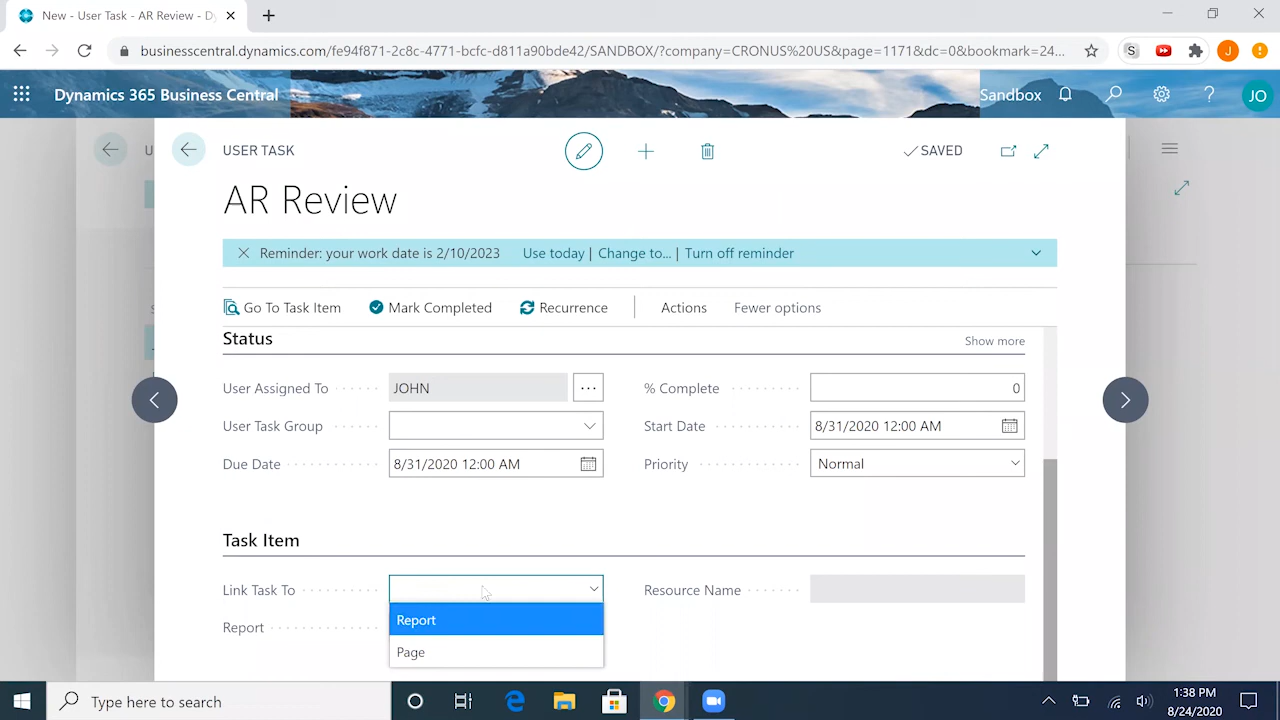 New - User Task - AR Review - D
businesscentral.dynamics.com/fe94f871-2c8c-4771-bcfc-d811a90bde42/SANDBOX/?company=CRONUS%20US&page=1171&dc=0&bookmark=24...
S
J
Dynamics 365 Business Central
Sandbox
?
JO
U
USER TASK
SAVED
AR Review
Reminder: your work date is 2/10/2023 Use today | Change to... | Turn off reminder
Go To Task Item Mark Completed Recurrence Actions Fewer options
Status
Show more
User Assigned To
JOHN
...
% Complete
0
User Task Group
Start Date
8/31/2020 12:00 AM
Due Date
8/31/2020 12:00 AM
Priority
Normal
Task Item
Link Task To
Resource Name
Report
Report
Page
Type here to search
1:38 PM
8/24/2020